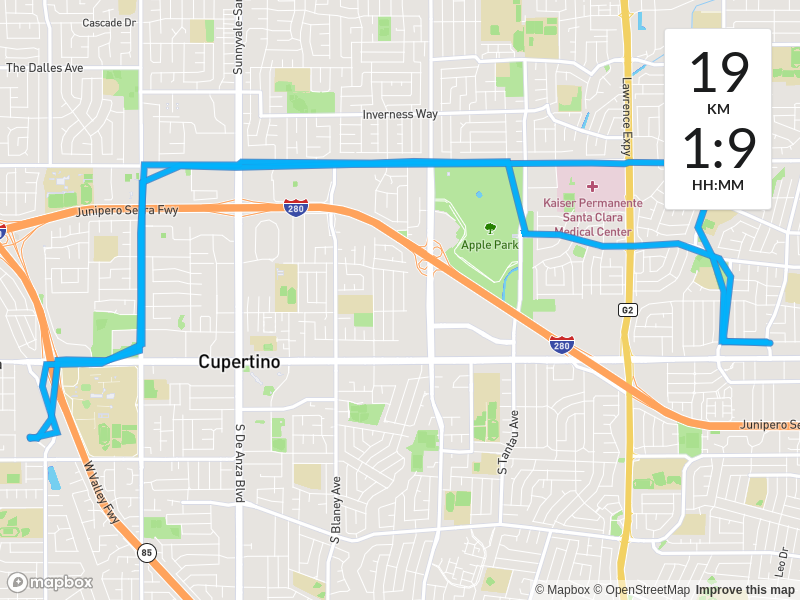 Cascade Dr
Sunnyvale-Sa
The Dalles Ave
Inverness Way
Lawrence Expy
19
KM
1:9
HH:MM
Kaiser Permanente
Santa Clara
Medical Center
Junipero Serra Fwy
280
Apple Park
G2
280
Cupertino
S De Anza Blvd
S Blaney Ave
S Tantau Ave
Junipero Se
W Valley Fwy
85
Leo Dr
mapbox
© Mapbox © OpenStreetMap Improve this map